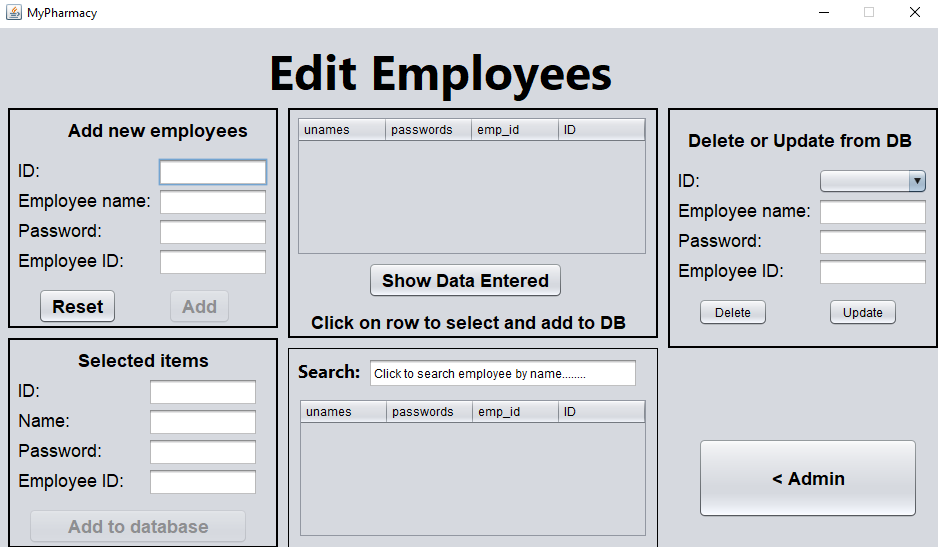 MyPharmacy
Edit Employees
Add new employees
ID:
Employee name:
Password:
Employee ID:
Reset Add
Selected items
ID:
Name:
Password:
Employee ID:
Add to database
unames passwords emp_id ID
Show Data Entered
Click on row to select and add to DB
Search: Click to search employee by name........
unames passwords emp_id ID
Delete or Update from DB
ID:
Employee name:
Password:
Employee ID:
Delete Update
< Admin